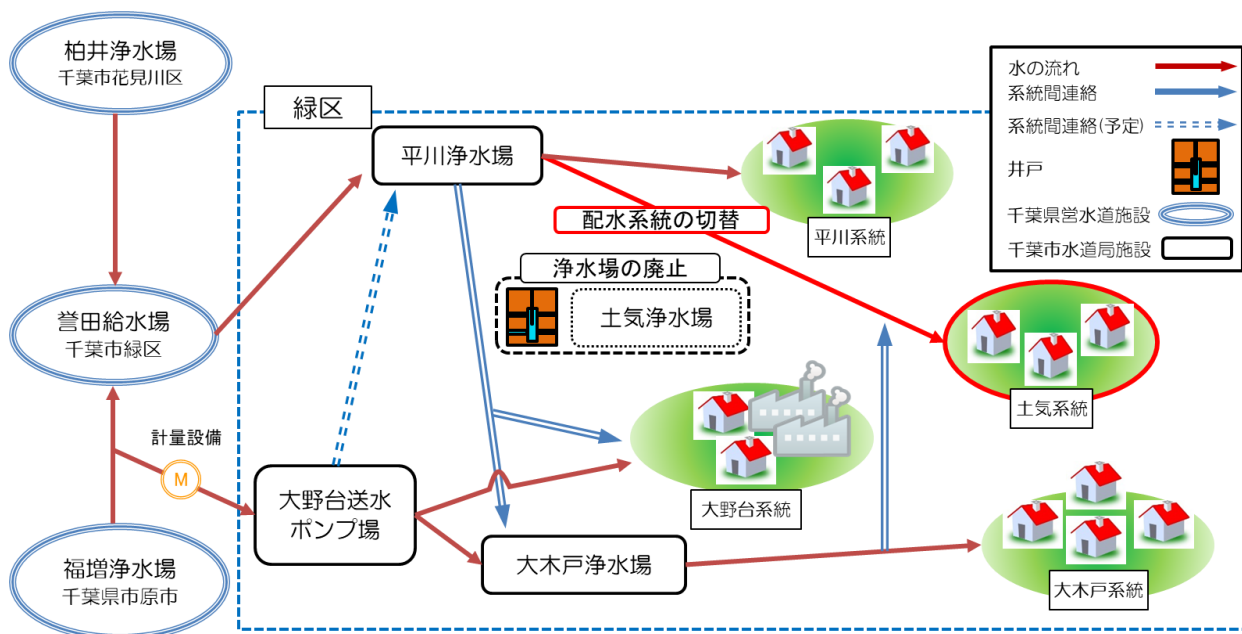 柏井浄水場
千葉市花見川区
緑区
平川浄水場
水の流れ
系統間連絡
系統間連絡(予定)
井戸
千葉県営水道施設
千葉市水道局施設
配水系統の切替
平川系統
浄水場の廃止
土気浄水場
誉田給水場
千葉市緑区
土気系統
計量設備
M
大野台送水
ポンプ場
大野台系統
大木戸浄水場
福増浄水場
千葉県市原市
大木戸系統